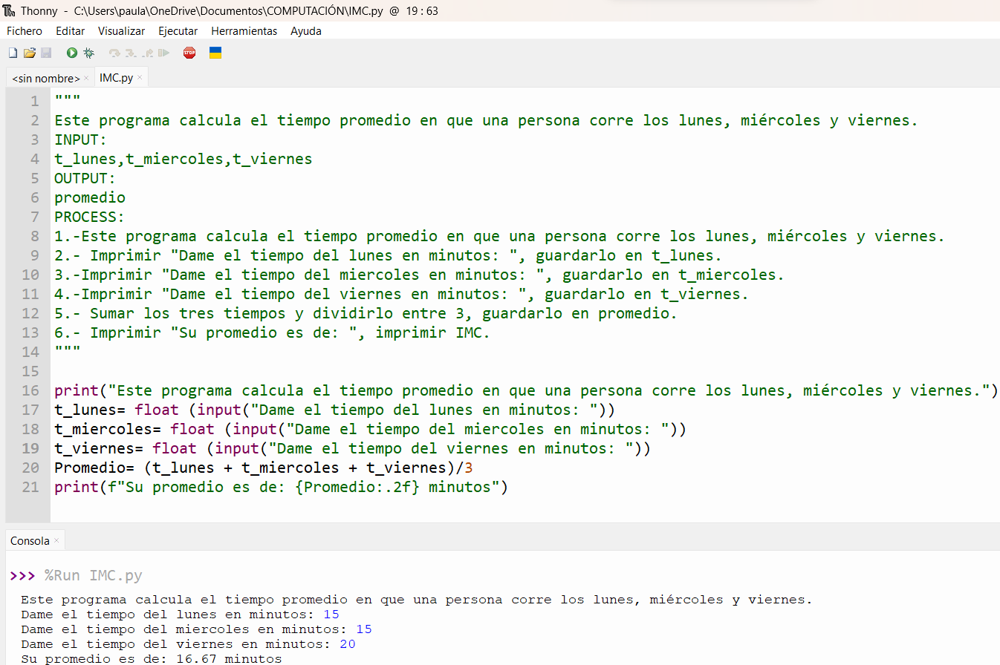 Thonny - C:\Users\paula\OneDrive\Documentos\COMPUTACIÓN\IMC.py @ 19 : 63
Fichero Editar Visualizar Ejecutar Herramientas Ayuda
STOP
<sin nombre> × IMC.py ×
1 """
2 Este programa calcula el tiempo promedio en que una persona corre los lunes, miércoles y viernes.
3 INPUT:
4 t_lunes,t_miercoles,t_viernes
5 OUTPUT:
6 promedio
7 PROCESS:
8 1.-Este programa calcula el tiempo promedio en que una persona corre los lunes, miércoles y viernes.
9 2.- Imprimir "Dame el tiempo del lunes en minutos: ", guardarlo en t_lunes.
10 3.-Imprimir "Dame el tiempo del miercoles en minutos: ", guardarlo en t_miercoles.
11 4.-Imprimir "Dame el tiempo del viernes en minutos: ", guardarlo en t_viernes.
12 5.- Sumar los tres tiempos y dividirlo entre 3, guardarlo en promedio.
13 6.- Imprimir "Su promedio es de: ", imprimir IMC.
14 """
15
16 print("Este programa calcula el tiempo promedio en que una persona corre los lunes, miércoles y viernes.")
17 t_lunes= float (input("Dame el tiempo del lunes en minutos: "))
18 t_miercoles= float (input("Dame el tiempo del miercoles en minutos: "))
19 t_viernes= float (input("Dame el tiempo del viernes en minutos: "))
20 Promedio= (t_lunes + t_miercoles + t_viernes)/3
21 print(f"Su promedio es de: {Promedio:.2f} minutos")
Consola ×
>>> %Run IMC.py
Este programa calcula el tiempo promedio en que una persona corre los lunes, miércoles y viernes.
Dame el tiempo del lunes en minutos: 15
Dame el tiempo del miercoles en minutos: 15
Dame el tiempo del viernes en minutos: 20
Su promedio es de: 16.67 minutos